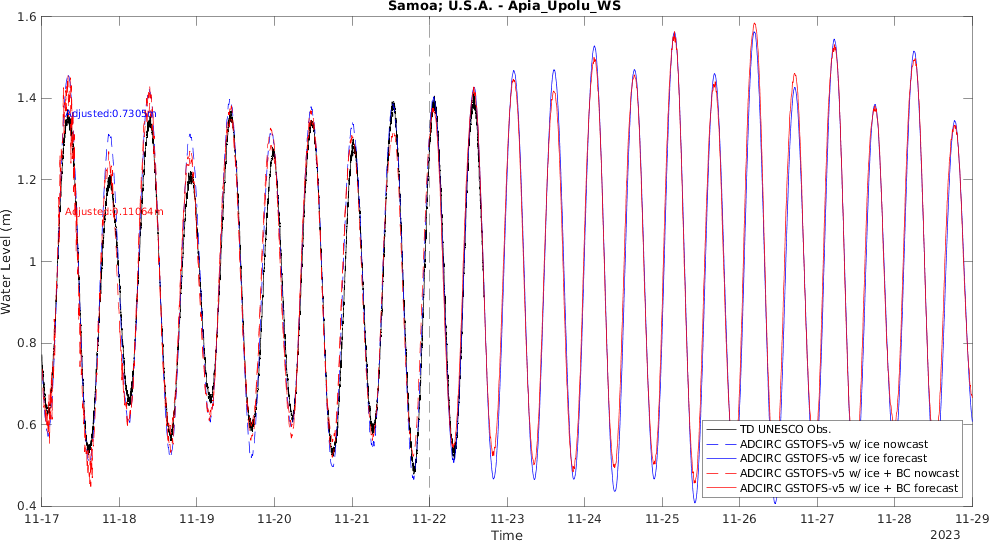 Samoa; U.S.A. - Apia_Upolu_WS
1.6
1.4
1.2
1
0.8
0.6
0.4
Water Level (m)
Adjusted:0.7305m
Adjusted:0.11064m
TD UNESCO Obs.
ADCIRC GSTOFS-v5 w/ ice nowcast
ADCIRC GSTOFS-v5 w/ ice forecast
ADCIRC GSTOFS-v5 w/ ice + BC nowcast
ADCIRC GSTOFS-v5 w/ ice + BC forecast
11-17 11-18 11-19 11-20 11-21 11-22 11-23 11-24 11-25 11-26 11-27 11-28 11-29
Time
2023